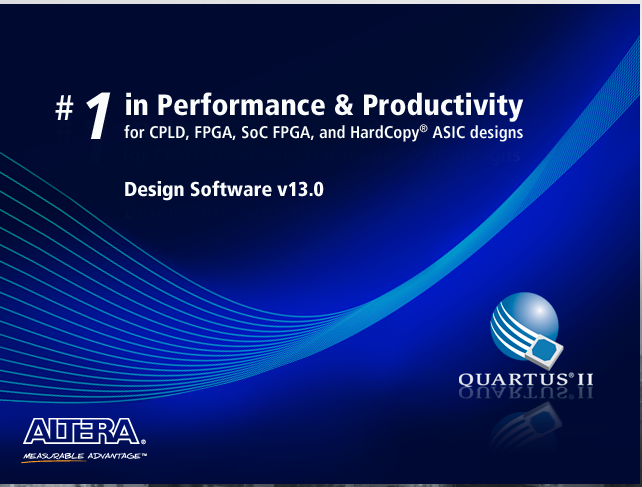 # 1 in Performance & Productivity
for CPLD, FPGA, SoC FPGA, and HardCopy® ASIC designs
Design Software v13.0
QUARTUS® II
ALTERA®
MEASURABLE ADVANTAGE™